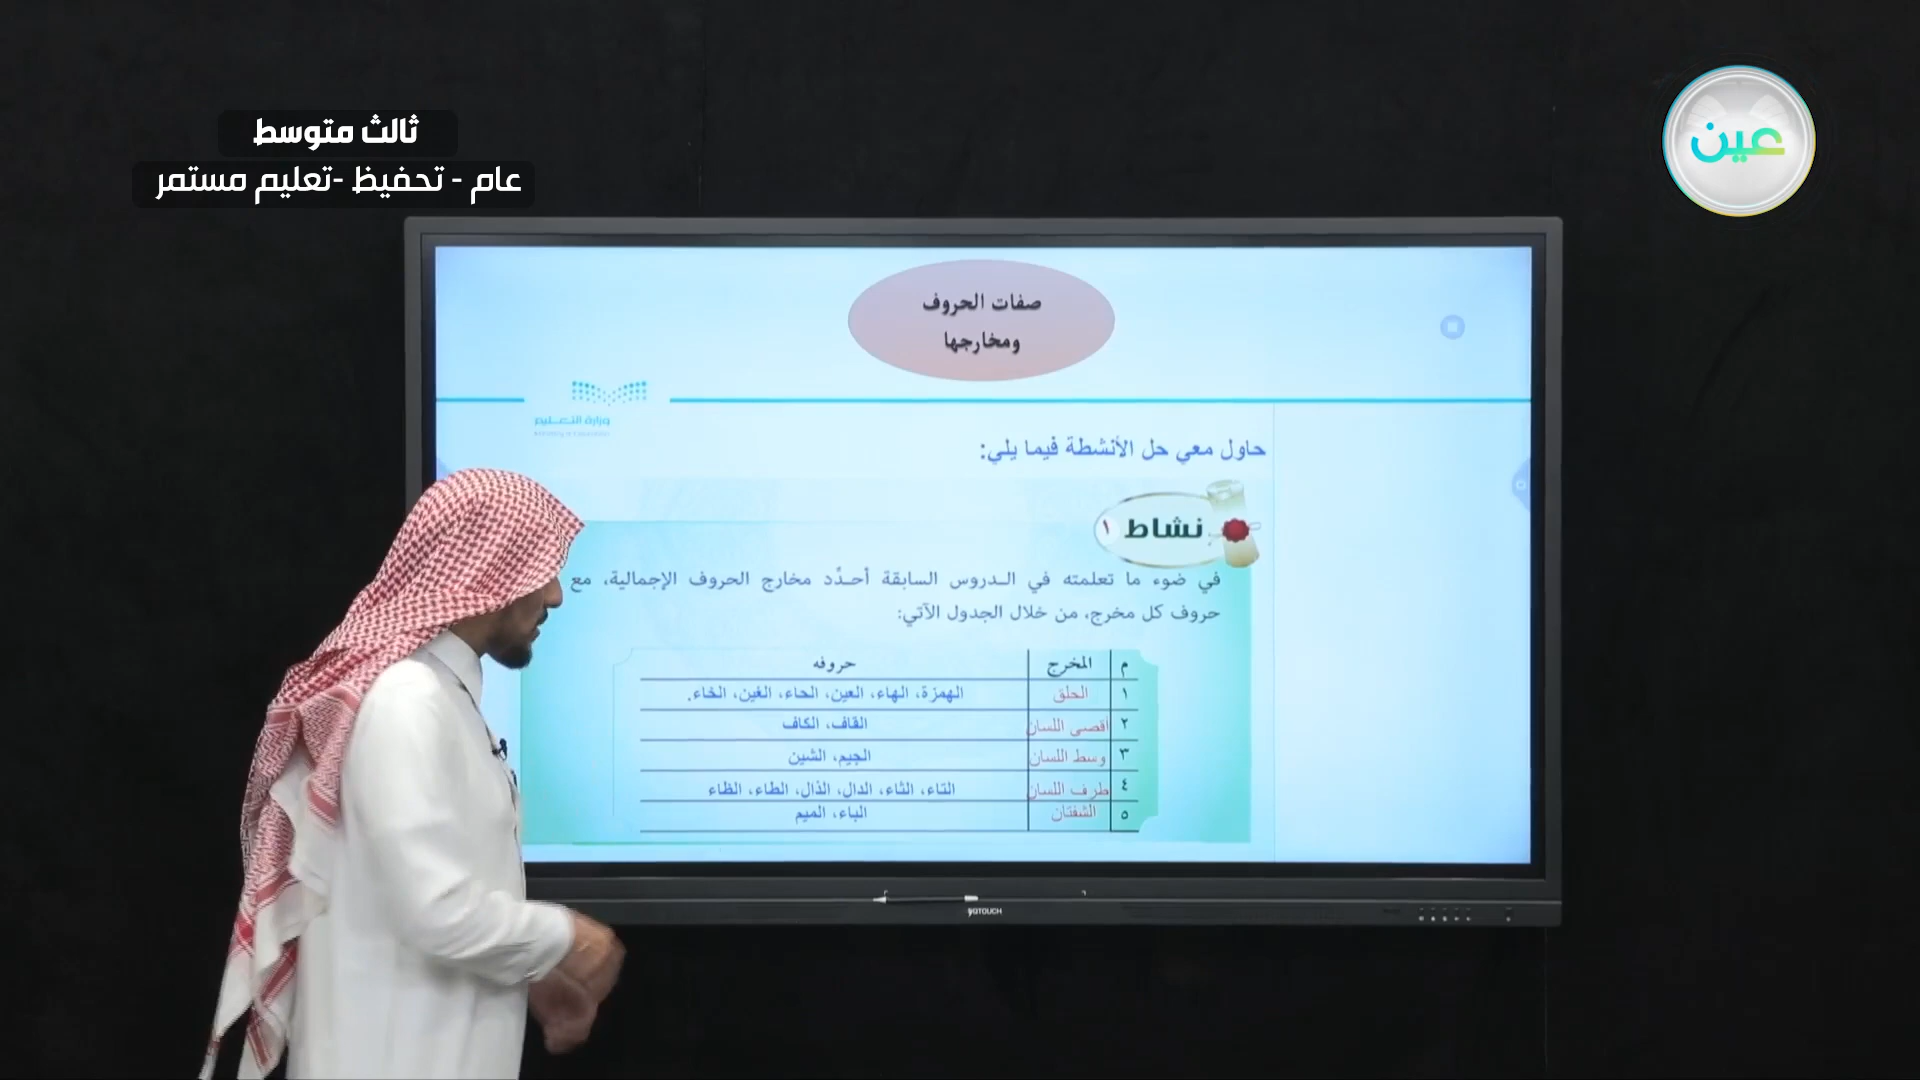 ثالث متوسط
عام - تحفيظ -تعليم مستمر
عين
صفات الحروف
ومخارجها
وزارة التعليم
حاول معي حل الأنشطة فيما يلي:
نشاط ١
في ضوء ما تعلمته في الـدروس السابقة أحـدِّد مخارج الحروف الإجمالية، مع
حروف كل مخرج، من خلال الجدول الآتي:
م المخرج حروفه
١ الحلق الهمزة، الهاء، العين، الحاء، الغين، الخاء.
٢ أقصى اللسان القاف، الكاف
٣ وسط اللسان الجيم، الشين
٤ طرف اللسان التاء، الثاء، الدال، الذال، الطاء، الظاء
٥ الشفتان الباء، الميم